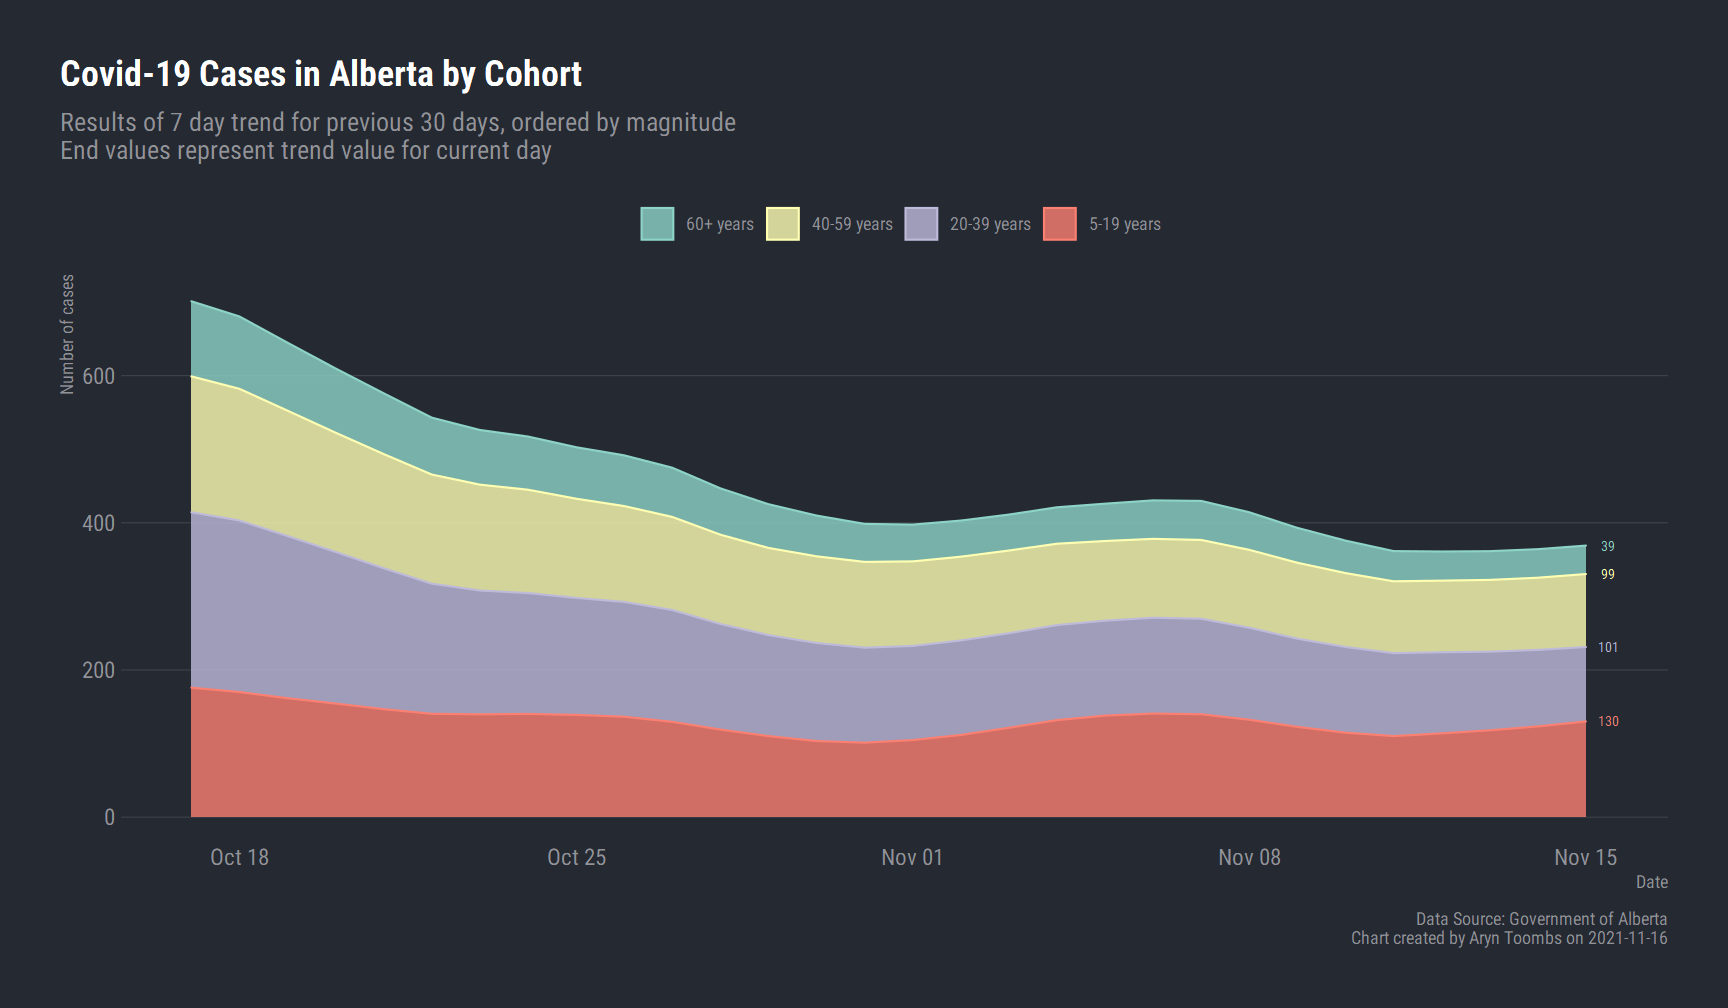 Covid-19 Cases in Alberta by Cohort
Results of 7 day trend for previous 30 days, ordered by magnitude
End values represent trend value for current day
60+ years 40-59 years 20-39 years 5-19 years
Number of cases
600
400
200
0
39
99
101
130
Oct 18 Oct 25 Nov 01 Nov 08 Nov 15
Date
Data Source: Government of Alberta
Chart created by Aryn Toombs on 2021-11-16